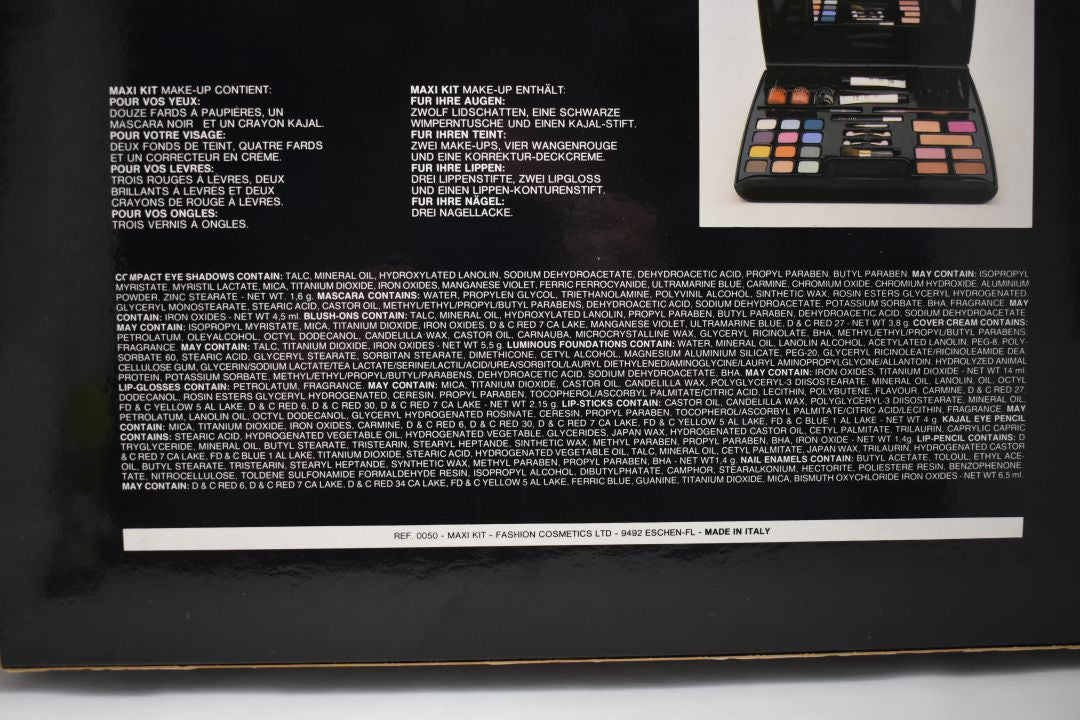 MAXI KIT MAKE-UP CONTIENT:
POUR VOS YEUX:
DOUZE FARDS À PAUPIÈRES, UN
MASCARA NOIR ET UN CRAYON KAJAL.
POUR VOTRE VISAGE:
DEUX FONDS DE TEINT, QUATRE FARDS
ET UN CORRECTEUR EN CRÈME.
POUR VOS LÈVRES:
TROIS ROUGES À LÈVRES, DEUX
BRILLANTS À LÈVRES ET DEUX
CRAYONS DE ROUGE À LÈVRES.
POUR VOS ONGLES:
TROIS VERNIS À ONGLES.
MAXI KIT MAKE-UP ENTHÄLT:
FUR IHRE AUGEN:
ZWOLF LIDSCHATTEN, EINE SCHWARZE
WIMPERNTUSCHE UND EINEN KAJAL-STIFT.
FUR IHREN TEINT:
ZWEI MAKE-UPS, VIER WANGENROUGE
UND EINE KORREKTUR-DECKCREME.
FUR IHRE LIPPEN:
DREI LIPPENSTIFTE, ZWEI LIPGLOSS
UND EINEN LIPPEN-KONTURENSTIFT.
FUR IHRE NÄGEL:
DREI NAGELLACKE.
COMPACT EYE SHADOWS CONTAIN: TALC, MINERAL OIL, HYDROXYLATED LANOLIN, SODIUM DEHYDROACETATE, DEHYDROACETIC ACID, PROPYL PARABEN, BUTYL PARABEN. MAY CONTAIN: ISOPROPYL
MYRISTATE, MYRISTIL LACTATE, MICA, TITANIUM DIOXIDE, IRON OXIDES, MANGANESE VIOLET, FERRIC FERROCYANIDE, ULTRAMARINE BLUE, CARMINE, CHROMIUM OXIDE, CHROMIUM HYDROXIDE, ALUMINIUM
POWDER, ZINC STEARATE - NET WT. 1,6 g. MASCARA CONTAINS: WATER, PROPYLEN GLYCOL, TRIETHANOLAMINE, POLYVINIL ALCOHOL, SINTHETIC WAX, ROSIN ESTERS GLYCERYL HYDROGENATED,
GLYCERYL MONOSTEARATE, STEARIC ACID, CASTOR OIL, METHYL/ETHYL/PROPYL/BUTYL PARABENS, DEHYDROACETIC ACID, SODIUM DEHYDROACETATE, POTASSIUM SORBATE, BHA, FRAGRANCE. MAY
CONTAIN: IRON OXIDES - NET WT 4,5 ml. BLUSH-ONS CONTAIN: TALC, MINERAL OIL, HYDROXYLATED LANOLIN, PROPYL PARABEN, BUTYL PARABEN, DEHYDROACETIC ACID, SODIUM DEHYDROACETATE
MAY CONTAIN: ISOPROPYL MYRISTATE, MICA, TITANIUM DIOXIDE, IRON OXIDES, D & C RED 7 CA LAKE, MANGANESE VIOLET, ULTRAMARINE BLUE, D & C RED 27 - NET WT 3,8 g. COVER CREAM CONTAINS:
PETROLATUM, OLEYALCOHOL, OCTYL DODECANOL, CANDELILLA WAX, CASTOR OIL, CARNAUBA, MICROCRYSTALLINE WAX, GLYCERYL RICINOLATE, BHA, METHYL/ETHYL/PROPYL/BUTYL PARABENS,
FRAGRANCE. MAY CONTAIN: TALC, TITANIUM DIOXIDE, IRON OXIDES - NET WT 5,5 g. LUMINOUS FOUNDATIONS CONTAIN: WATER, MINERAL OIL, LANOLIN ALCOHOL, ACETYLATED LANOLIN, PEG-8, POLY-
SORBATE 60, STEARIC ACID, GLYCERYL STEARATE, SORBITAN STEARATE, DIMETHICONE, CETYL ALCOHOL, MAGNESIUM ALUMINIUM SILICATE, PEG-20, GLYCERYL RICINOLEATE/RICINOLEAMIDE DEA,
CELLULOSE GUM, GLYCERIN/SODIUM LACTATE/TEA LACTATE/SERINE/LACTIL/ACID/UREA/SORBITOL/LAURYL DIETHYLENEDIAMINOGLYCINE/LAURYL AMINOPROPYLGLYCINE/ALLANTOIN, HYDROLYZED ANIMAL
PROTEIN, POTASSIUM SORBATE, METHYL/ETHYL/PROPYL/BUTYL/PARABENS, DEHYDROACETIC ACID, SODIUM DEHYDROACETATE, BHA. MAY CONTAIN: IRON OXIDES, TITANIUM DIOXIDE - NET WT 14 ml.
LIP-GLOSSES CONTAIN: PETROLATUM, FRAGRANCE. MAY CONTAIN: MICA, TITANIUM DIOXIDE, CASTOR OIL, CANDELILLA WAX, POLYGLYCERYL-3 DIISOSTEARATE, MINERAL OIL, LANOLIN, OIL, OCTYL
DODECANOL, ROSIN ESTERS GLYCERYL HYDROGENATED, CERESIN, PROPYL PARABEN, TOCOPHEROL/ASCORBYL PALMITATE/CITRIC ACID, LECITHIN, POLYBUTENE, FLAVOUR, CARMINE, D & C RED 27,
FD & C YELLOW 5 AL LAKE, D & C RED 6, D & C RED 30, D & C RED 7 CA LAKE - NET WT 2,15 g. LIP-STICKS CONTAIN: CASTOR OIL, CANDELILLA WAX, POLYGLYCERYL-3 DIISOSTEARATE, MINERAL OIL,
PETROLATUM, LANOLIN OIL, OCTYL DODECANOL, GLYCERYL HYDROGENATED ROSINATE, CERESIN, PROPYL PARABEN, TOCOPHEROL/ASCORBYL PALMITATE/CITRIC ACID/LECITHIN, FRAGRANCE. MAY
CONTAIN: MICA, TITANIUM DIOXIDE, IRON OXIDES, CARMINE, D & C RED 6, D & C RED 30, D & C RED 7 CA LAKE, FD & C YELLOW 5 AL LAKE, FD & C BLUE 1 AL LAKE - NET WT 4 g. KAJAL EYE PENCIL
CONTAINS: STEARIC ACID, HYDROGENATED VEGETABLE OIL, HYDROGENATED VEGETABLE, GLYCERIDES, JAPAN WAX, HYDROGENATED CASTOR OIL, CETYL PALMITATE, TRILAURIN, CAPRYLIC CAPRIC
TRYGLYCERIDE, MINERAL OIL, BUTYL STEARATE, TRISTEARIN, STEARYL HEPTANDE, SINTHETIC WAX, METHYL PARABEN, PROPYL PARABEN, BHA, IRON OXIDE - NET WT 1,4g. LIP-PENCIL CONTAINS: D
& C RED 7 CA LAKE, FD & C BLUE 1 AL LAKE, TITANIUM DIOXIDE, STEARIC ACID, HYDROGENATED VEGETABLE OIL, TALC, MINERAL OIL, CETYL PALMITATE, JAPAN WAX, TRILAURIN, HYDROGENATED CASTOR
OIL, BUTYL STEARATE, TRISTEARIN, STEARYL HEPTANDE, SYNTHETIC WAX, METHYL PARABEN, PROPYL PARABEN, BHA - NET WT.1,4 g. NAIL ENAMELS CONTAIN: BUTYL ACETATE, TOLOUL, ETHYL ACE-
TATE, NITROCELLULOSE, TOLDENE SULFONAMIDE FORMALDEHYDE RESIN, ISOPROPYL ALCOHOL, DIBUTYLPHATE, CAMPHOR, STEARALKONIUM, HECTORITE, POLIESTERE RESIN, BENZOPHENONE.
MAY CONTAIN: D & C RED 6, D & C RED 7 CA LAKE, D & C RED 34 CA LAKE, FD & C YELLOW 5 AL LAKE, FERRIC BLUE, GUANINE, TITANIUM DIOXIDE, MICA, BISMUTH OXYCHLORIDE IRON OXIDES - NET WT 6,5 ml.
REF. 0050 - MAXI KIT - FASHION COSMETICS LTD - 9492 ESCHEN-FL - MADE IN ITALY